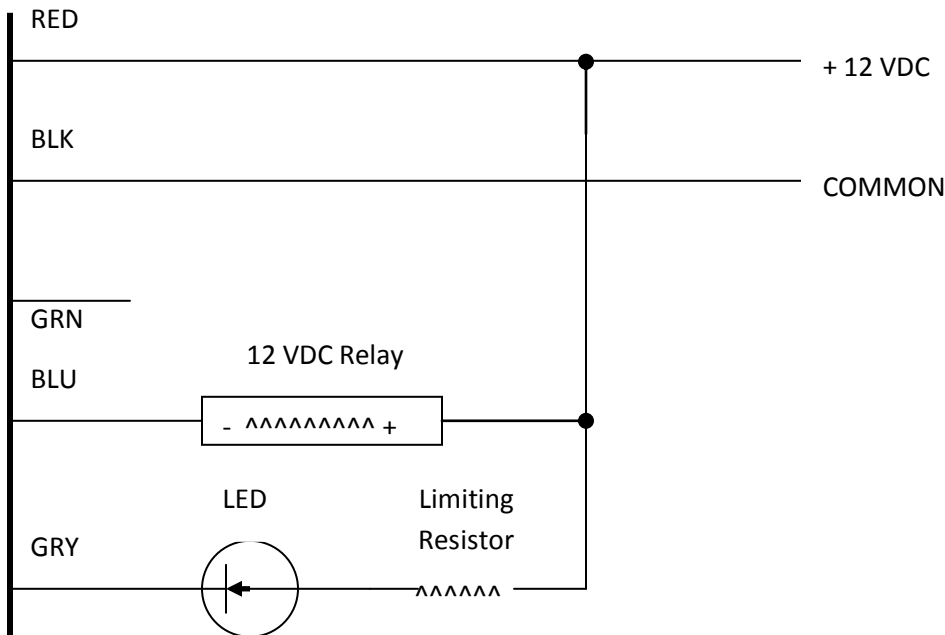 RED
+ 12 VDC
BLK
COMMON
GRN
12 VDC Relay
BLU
- ^^^^^^^^^ +
LED
Limiting
Resistor
GRY
^^^^^^